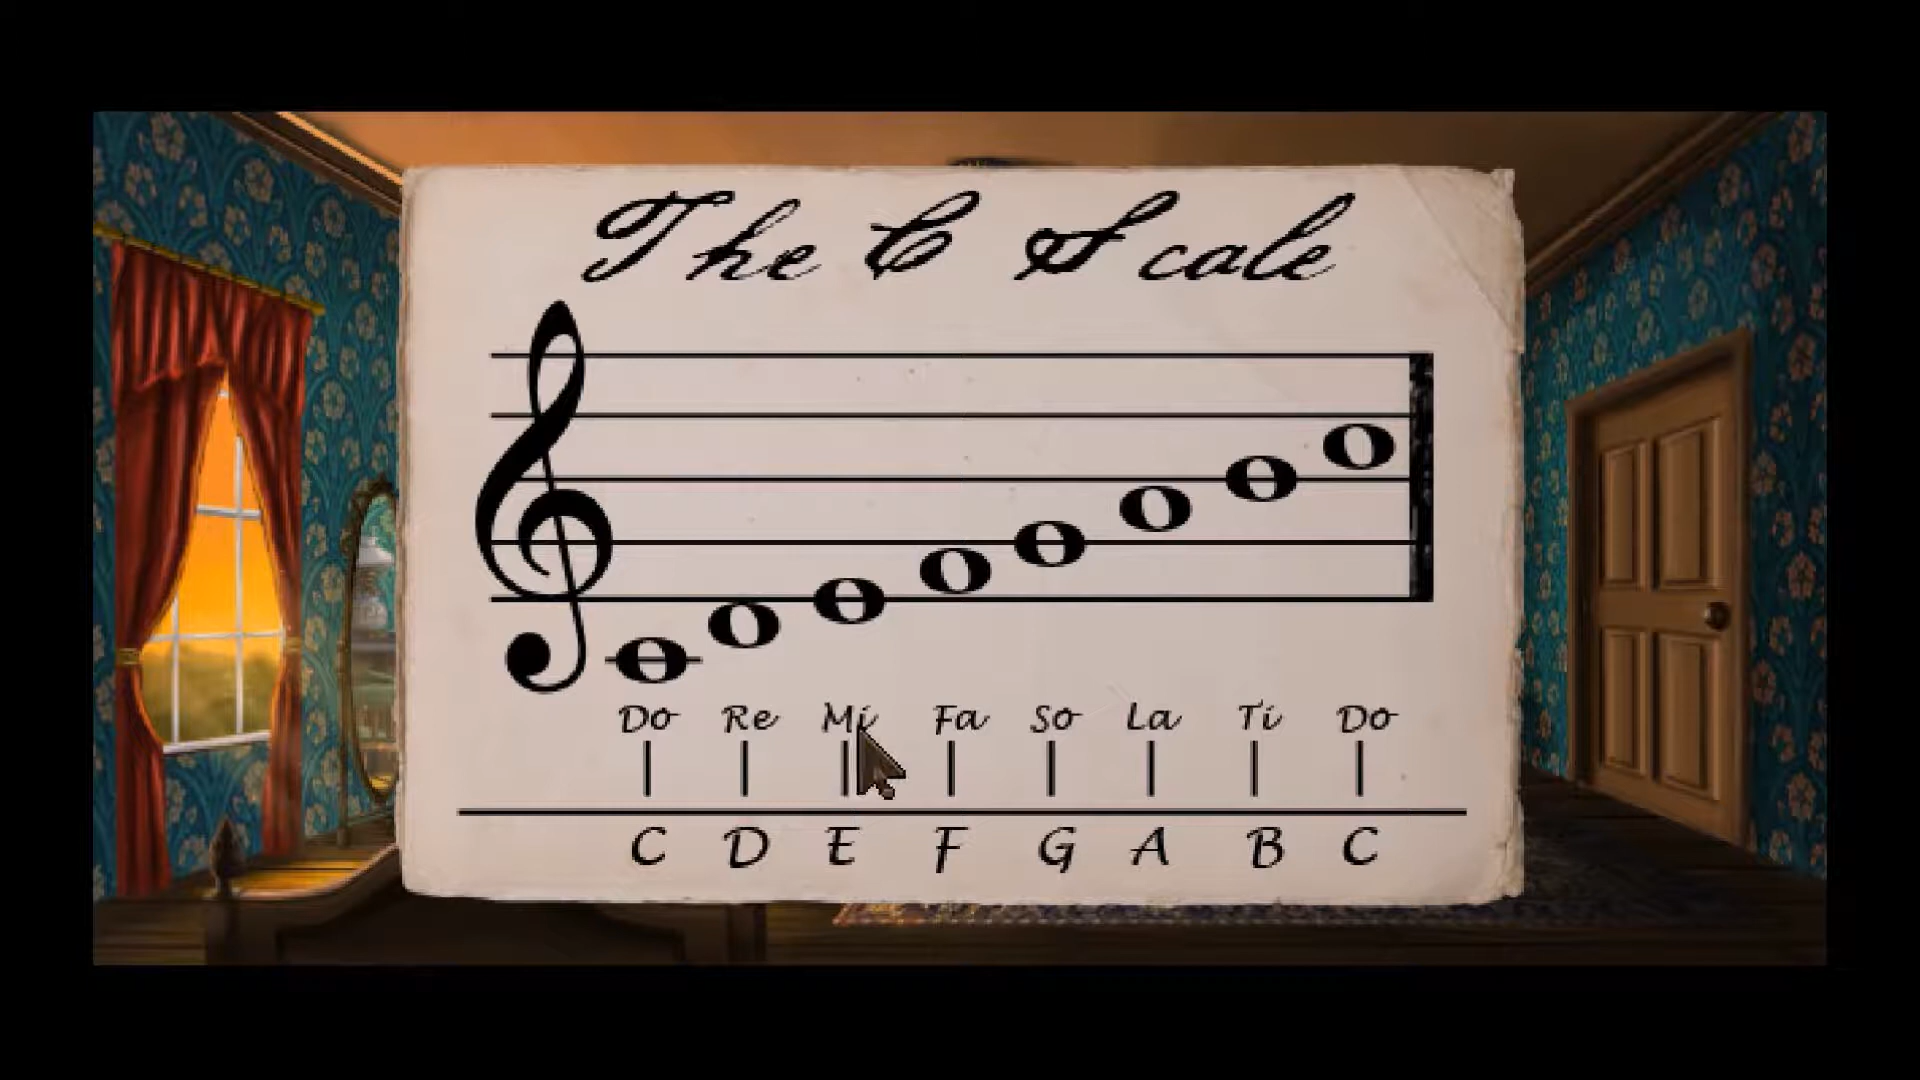 The C Scale
Do Re Mi Fa So La Ti Do
C D E F G A B C